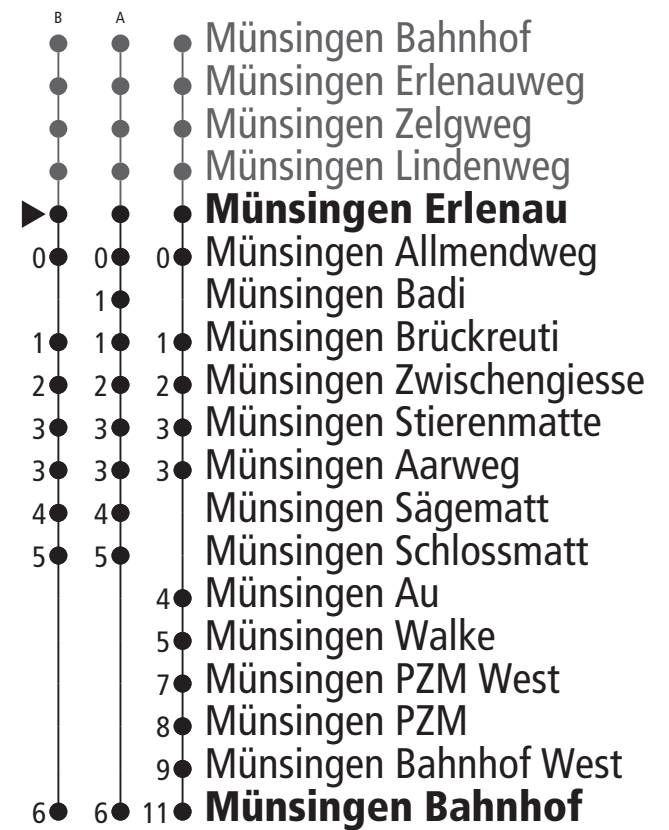 B A
Münsingen Bahnhof
Münsingen Erlenauweg
Münsingen Zelgweg
Münsingen Lindenweg
Münsingen Erlenau
0 0 0 Münsingen Allmendweg
1 Münsingen Badi
1 1 1 Münsingen Brückreuti
2 2 2 Münsingen Zwischengiesse
3 3 3 Münsingen Stierenmatte
3 3 3 Münsingen Aarweg
4 4 Münsingen Sägematt
5 5 Münsingen Schlossmatt
4 Münsingen Au
5 Münsingen Walke
7 Münsingen PZM West
8 Münsingen PZM
9 Münsingen Bahnhof West
6 6 11 Münsingen Bahnhof